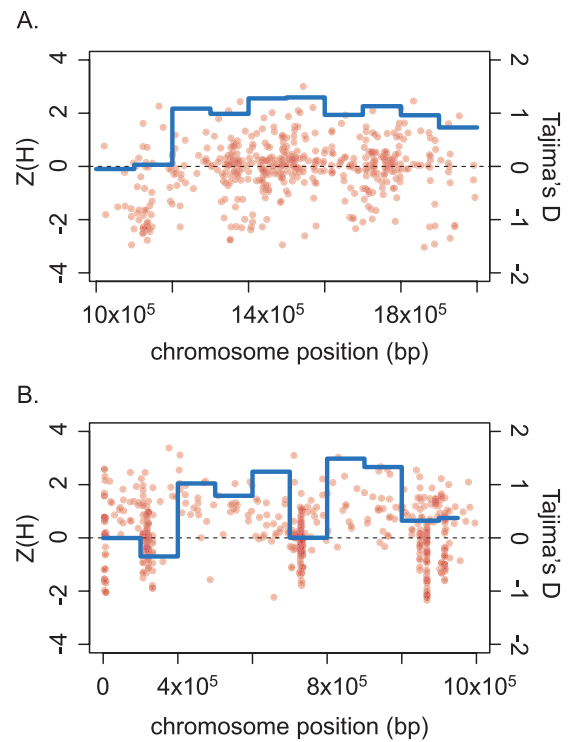 A.
4
2
0
-2
-4
Z(H)
2
1
0
-1
-2
Tajima's D
10x10⁵ 14x10⁵ 18x10⁵
chromosome position (bp)
B.
4
2
0
-2
-4
Z(H)
2
1
0
-1
-2
Tajima's D
0 4x10⁵ 8x10⁵ 10x10⁵
chromosome position (bp)